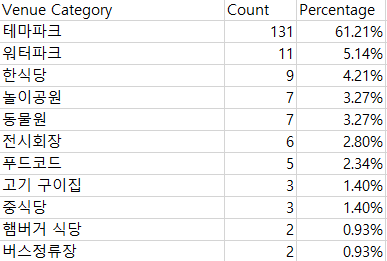 Venue Category Count Percentage
테마파크 131 61.21%
워터파크 11 5.14%
한식당 9 4.21%
놀이공원 7 3.27%
동물원 7 3.27%
전시회장 6 2.80%
푸드코드 5 2.34%
고기 구이집 3 1.40%
중식당 3 1.40%
햄버거 식당 2 0.93%
버스정류장 2 0.93%